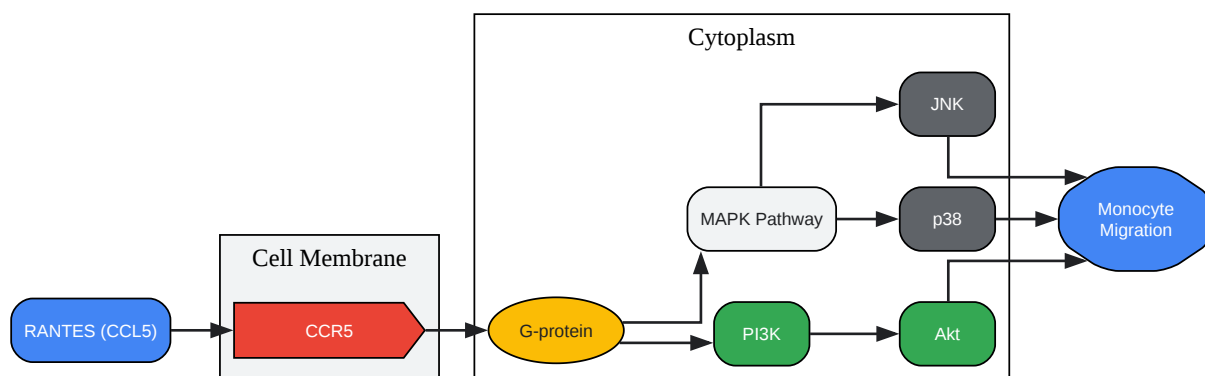 Cytoplasm
JNK
MAPK Pathway
p38
Monocyte
Migration
Cell Membrane
RANTES (CCL5)
CCR5
G-protein
PI3K
Akt